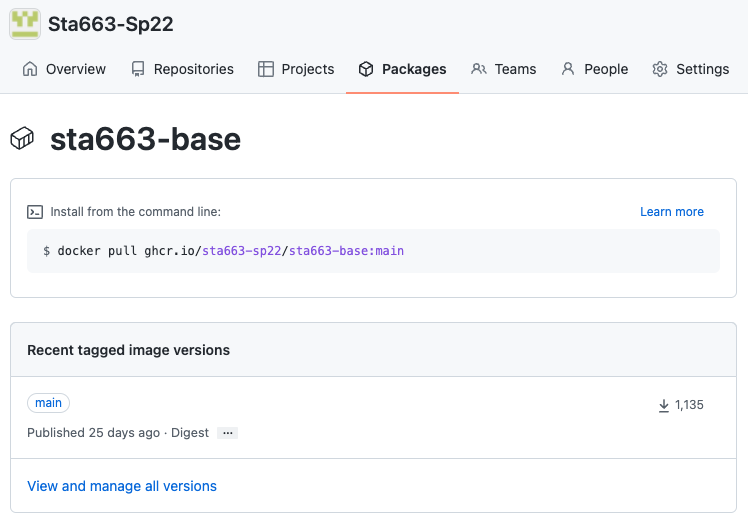 Sta663-Sp22
Overview Repositories Projects Packages Teams People Settings
sta663-base
Install from the command line: Learn more
$ docker pull ghcr.io/sta663-sp22/sta663-base:main
Recent tagged image versions
main 1,135
Published 25 days ago · Digest ···
View and manage all versions